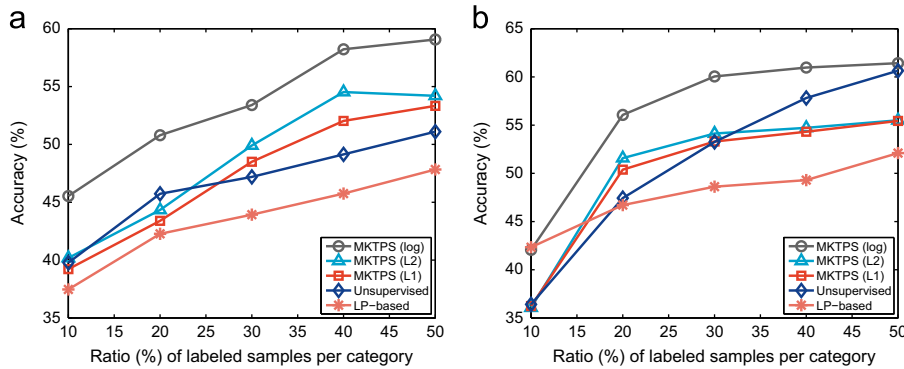 a
60
55
50
45
40
35
Accuracy (%)
10 15 20 25 30 35 40 45 50
Ratio (%) of labeled samples per category
MKTPS (log)
MKTPS (L2)
MKTPS (L1)
Unsupervised
LP-based
b
65
60
55
50
45
40
35
Accuracy (%)
10 15 20 25 30 35 40 45 50
Ratio (%) of labeled samples per category
MKTPS (log)
MKTPS (L2)
MKTPS (L1)
Unsupervised
LP-based